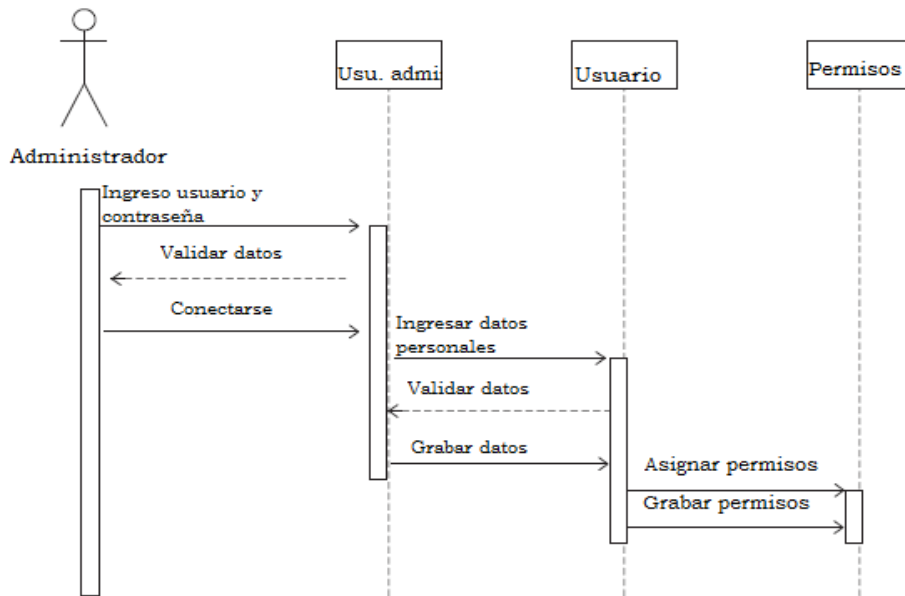 Usu. admi
Usuario
Permisos
Administrador
Ingreso usuario y
contraseña
Validar datos
Conectarse
Ingresar datos
personales
Validar datos
Grabar datos
Asignar permisos
Grabar permisos